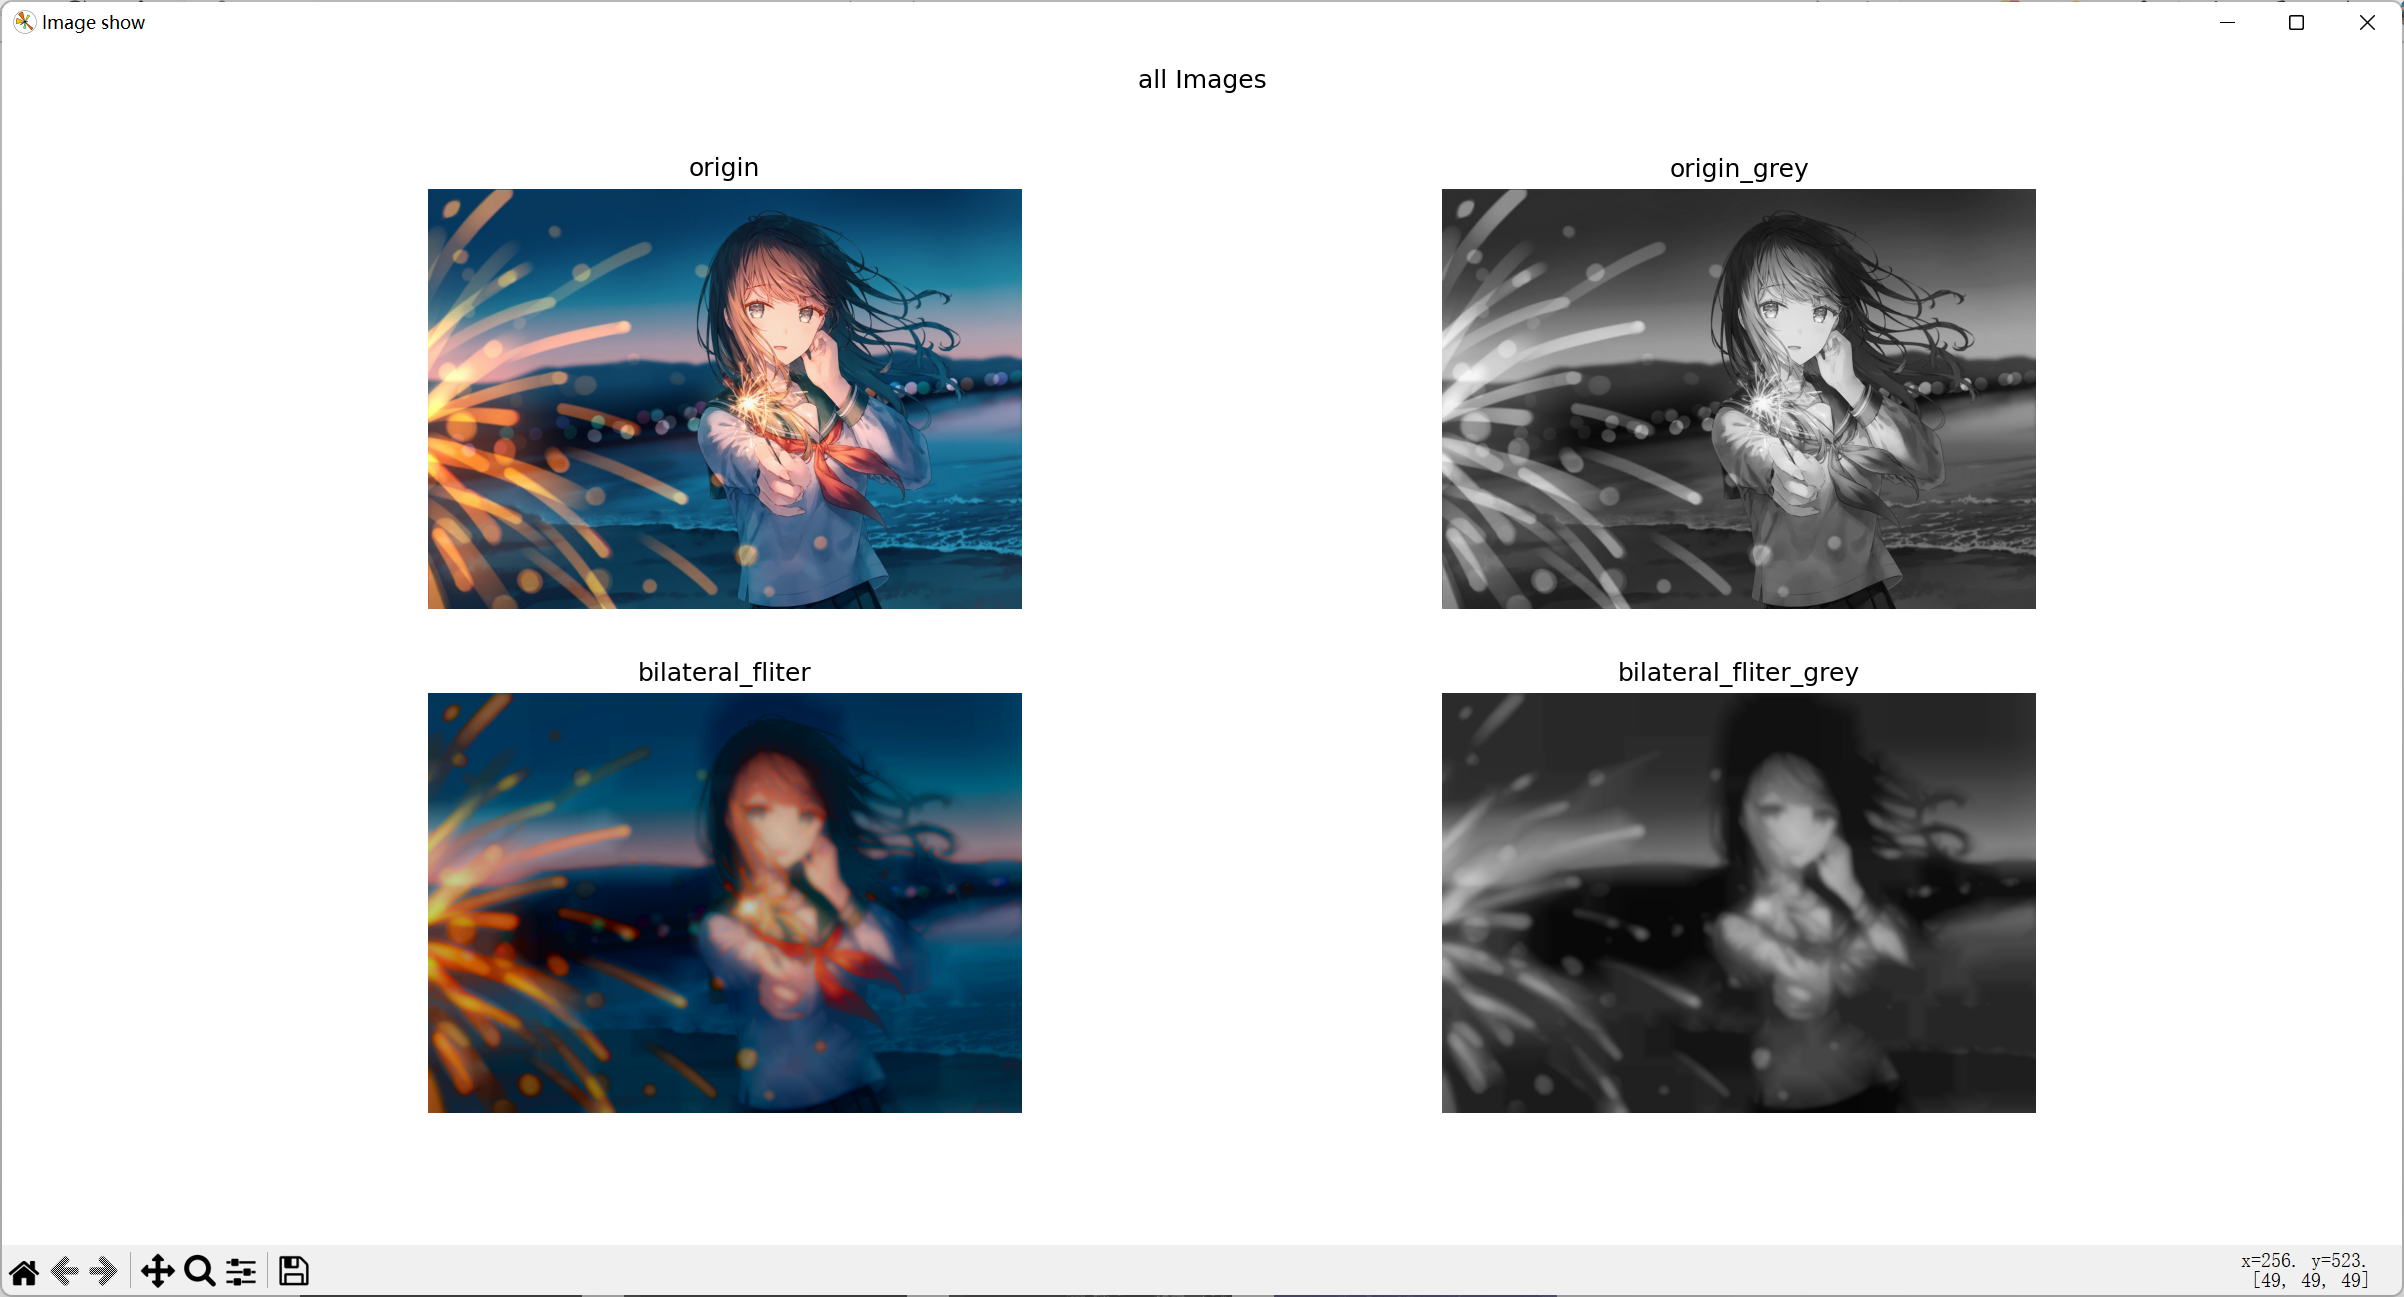 Image show
all Images
origin
origin_grey
bilateral_fliter
bilateral_fliter_grey
x=256. y=523.
[49, 49, 49]